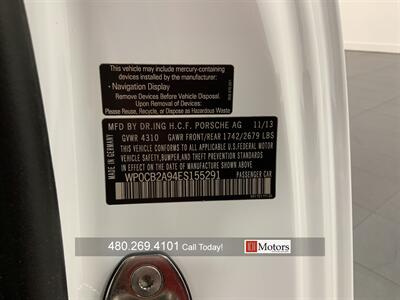 This vehicle may include mercury-containing
devices installed by the manufacturer:
• Navigation Display
Remove Devices Before Vehicle Disposal.
Upon Removal of Devices:
Please Reuse, Recycle, or Dispose as Hazardous Waste
MFD BY DR.ING H.C.F. PORSCHE AG 11/13
GVWR 4310 GAWR FRONT/REAR 1742/2679 LBS
THIS VEHICLE CONFORMS TO ALL APPLICABLE U.S.FEDERAL MOTOR
VEHICLE SAFETY,BUMPER,AND THEFT PREVENTION STANDARDS
IN EFFECT ON THE DATE OF MANUFACTURE SHOWN ABOVE.
WP0CB2A94ES155291 PASSENGER CAR
480.269.4101 Call Today!
Motors